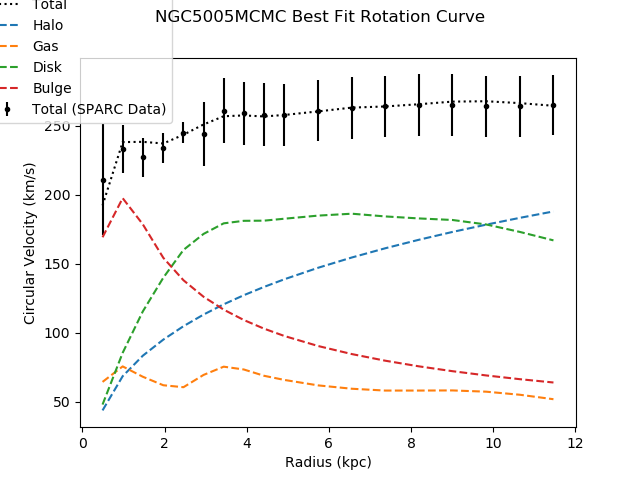 Total
NGC5005MCMC Best Fit Rotation Curve
Halo
Gas
Disk
Bulge
Total (SPARC Data)
250
200
150
100
50
Circular Velocity (km/s)
0 2 4 6 8 10 12
Radius (kpc)